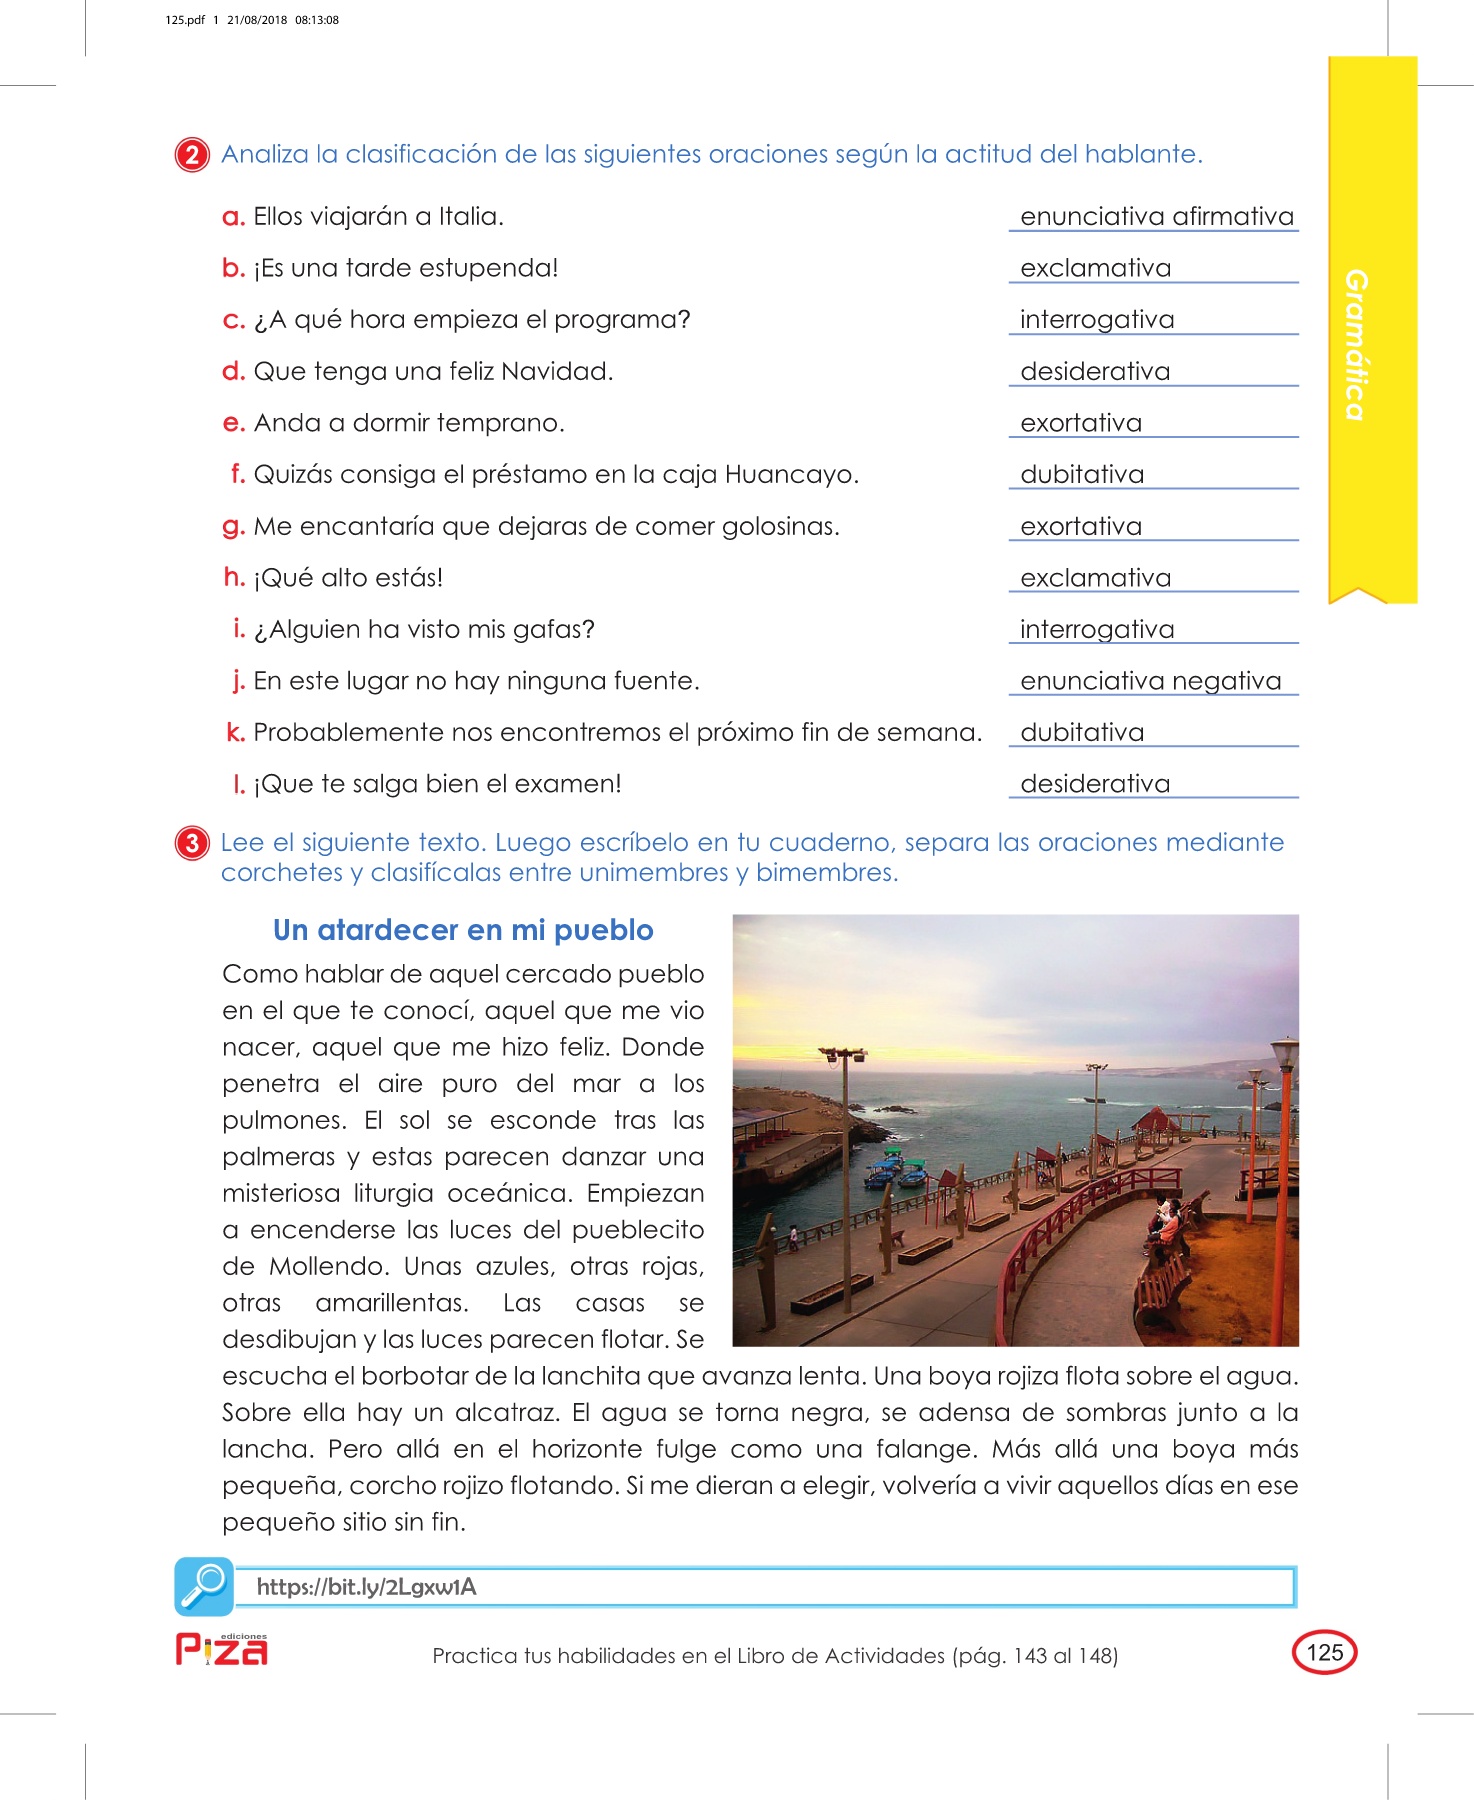 125.pdf 1 21/08/2018 08:13:08
2 Analiza la clasificación de las siguientes oraciones según la actitud del hablante.
a. Ellos viajarán a Italia. enunciativa afirmativa
b. ¡Es una tarde estupenda! exclamativa
c. ¿A qué hora empieza el programa? interrogativa
d. Que tenga una feliz Navidad. desiderativa
e. Anda a dormir temprano. exortativa
f. Quizás consiga el préstamo en la caja Huancayo. dubitativa
g. Me encantaría que dejaras de comer golosinas. exortativa
h. ¡Qué alto estás! exclamativa
i. ¿Alguien ha visto mis gafas? interrogativa
j. En este lugar no hay ninguna fuente. enunciativa negativa
k. Probablemente nos encontremos el próximo fin de semana. dubitativa
l. ¡Que te salga bien el examen! desiderativa
Gramática
3 Lee el siguiente texto. Luego escríbelo en tu cuaderno, separa las oraciones mediante
corchetes y clasifícalas entre unimembres y bimembres.
Un atardecer en mi pueblo
Como hablar de aquel cercado pueblo
en el que te conocí, aquel que me vio
nacer, aquel que me hizo feliz. Donde
penetra el aire puro del mar a los
pulmones. El sol se esconde tras las
palmeras y estas parecen danzar una
misteriosa liturgia oceánica. Empiezan
a encenderse las luces del pueblecito
de Mollendo. Unas azules, otras rojas,
otras amarillentas. Las casas se
desdibujan y las luces parecen flotar. Se
escucha el borbotar de la lanchita que avanza lenta. Una boya rojiza flota sobre el agua.
Sobre ella hay un alcatraz. El agua se torna negra, se adensa de sombras junto a la
lancha. Pero allá en el horizonte fulge como una falange. Más allá una boya más
pequeña, corcho rojizo flotando. Si me dieran a elegir, volvería a vivir aquellos días en ese
pequeño sitio sin fin.
https://bit.ly/2Lgxw1A
ediciones
PIZA
Practica tus habilidades en el Libro de Actividades (pág. 143 al 148)
125